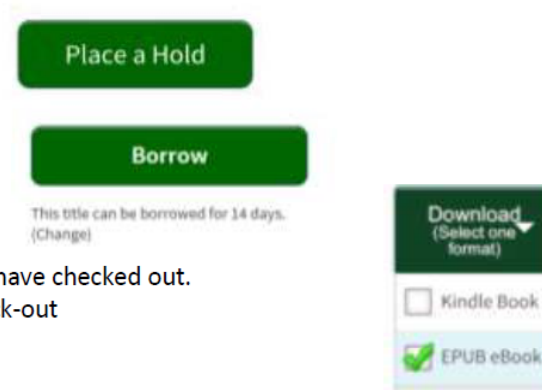 Place a Hold
Borrow
This title can be borrowed for 14 days.
(Change)
have checked out.
k-out
Download
(Select one
format)
Kindle Book
EPUB eBook